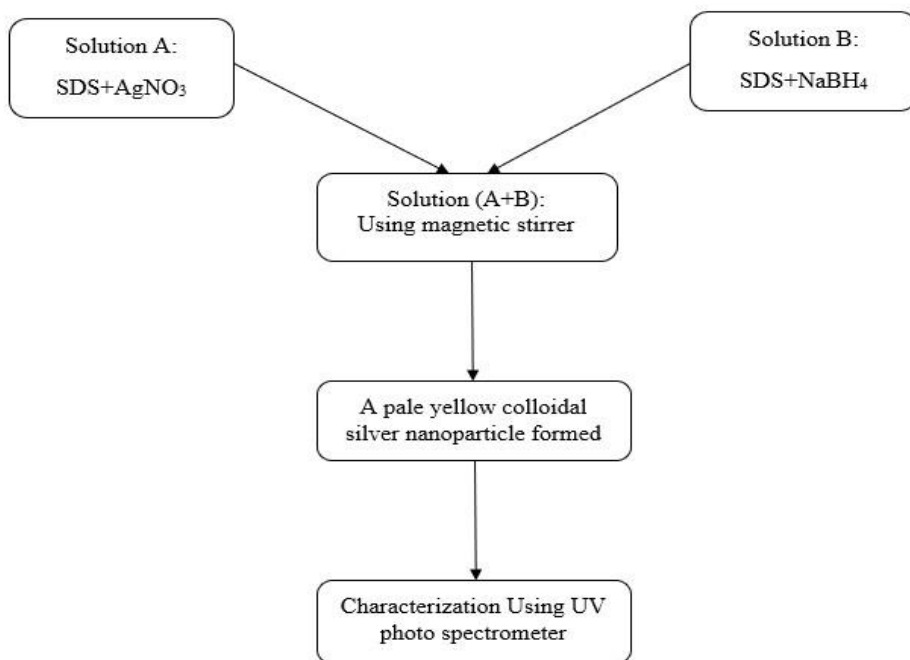 Solution A:
SDS+AgNO₃
Solution B:
SDS+NaBH₄
Solution (A+B):
Using magnetic stirrer
A pale yellow colloidal
silver nanoparticle formed
Characterization Using UV
photo spectrometer